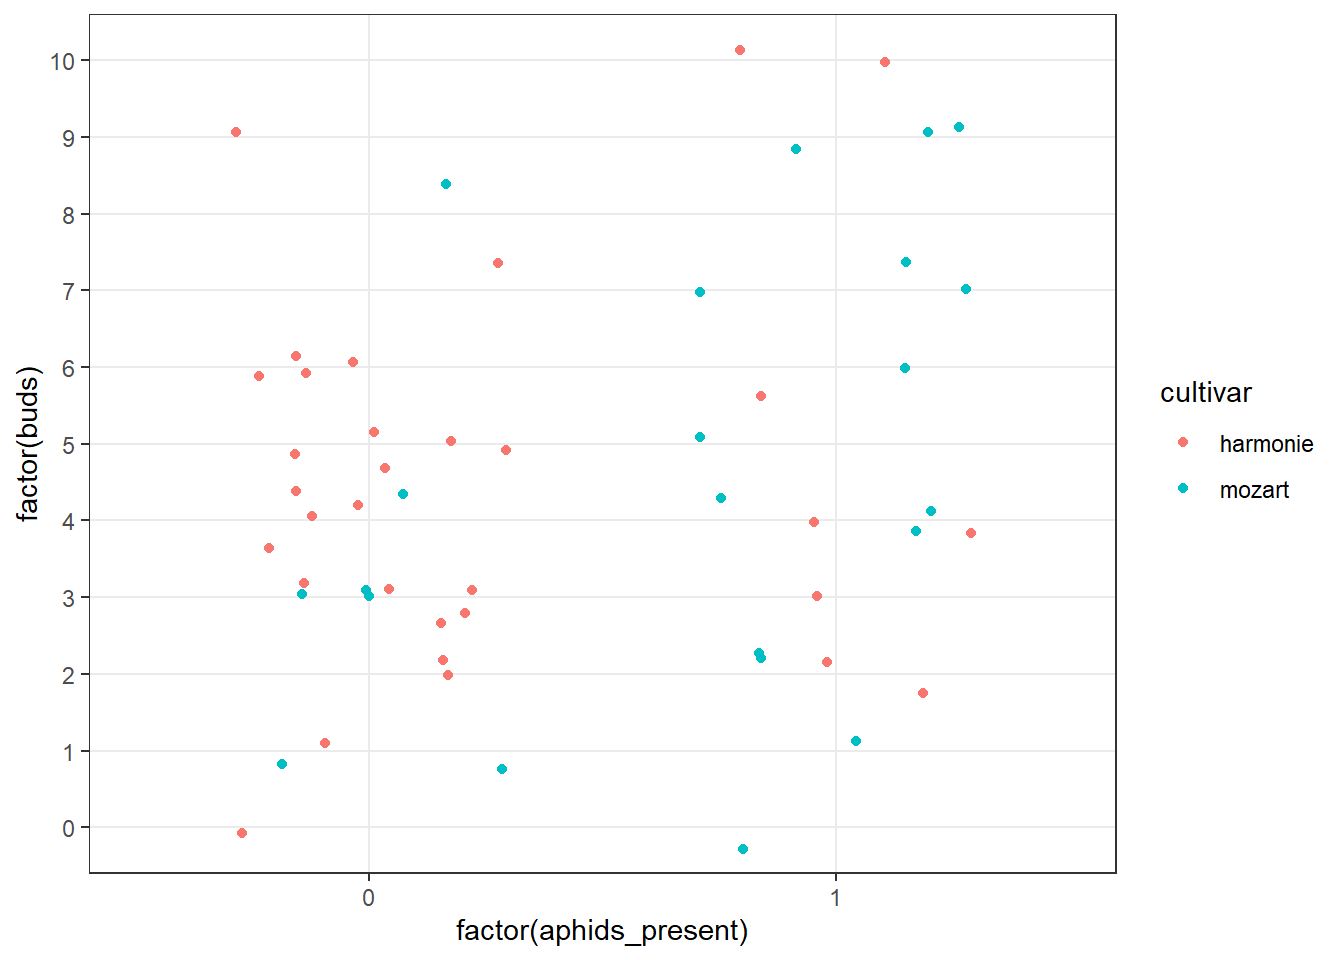 10
9
8
7
6
5
4
3
2
1
0
factor(buds)
0 1
factor(aphids_present)
cultivar
harmonie
mozart